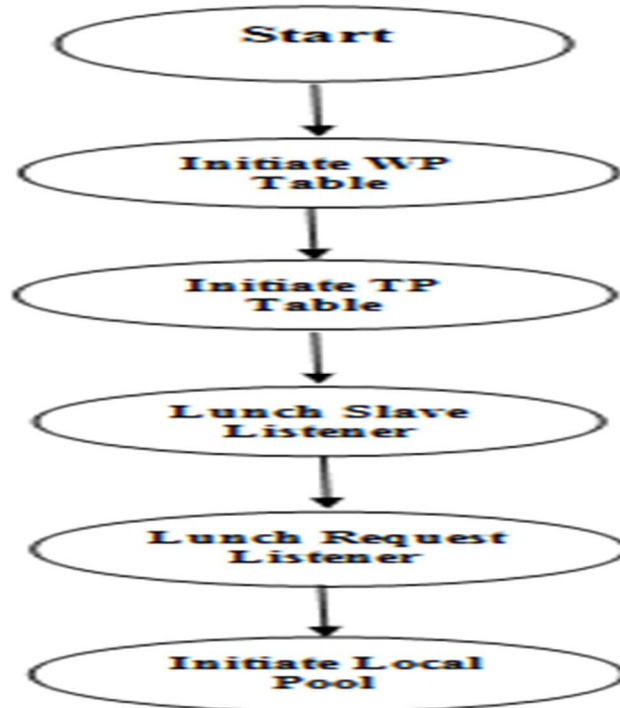 Start
Initiate WP
Table
Initiate TP
Table
Lunch Slave
Listener
Lunch Request
Listener
Initiate Local
Pool